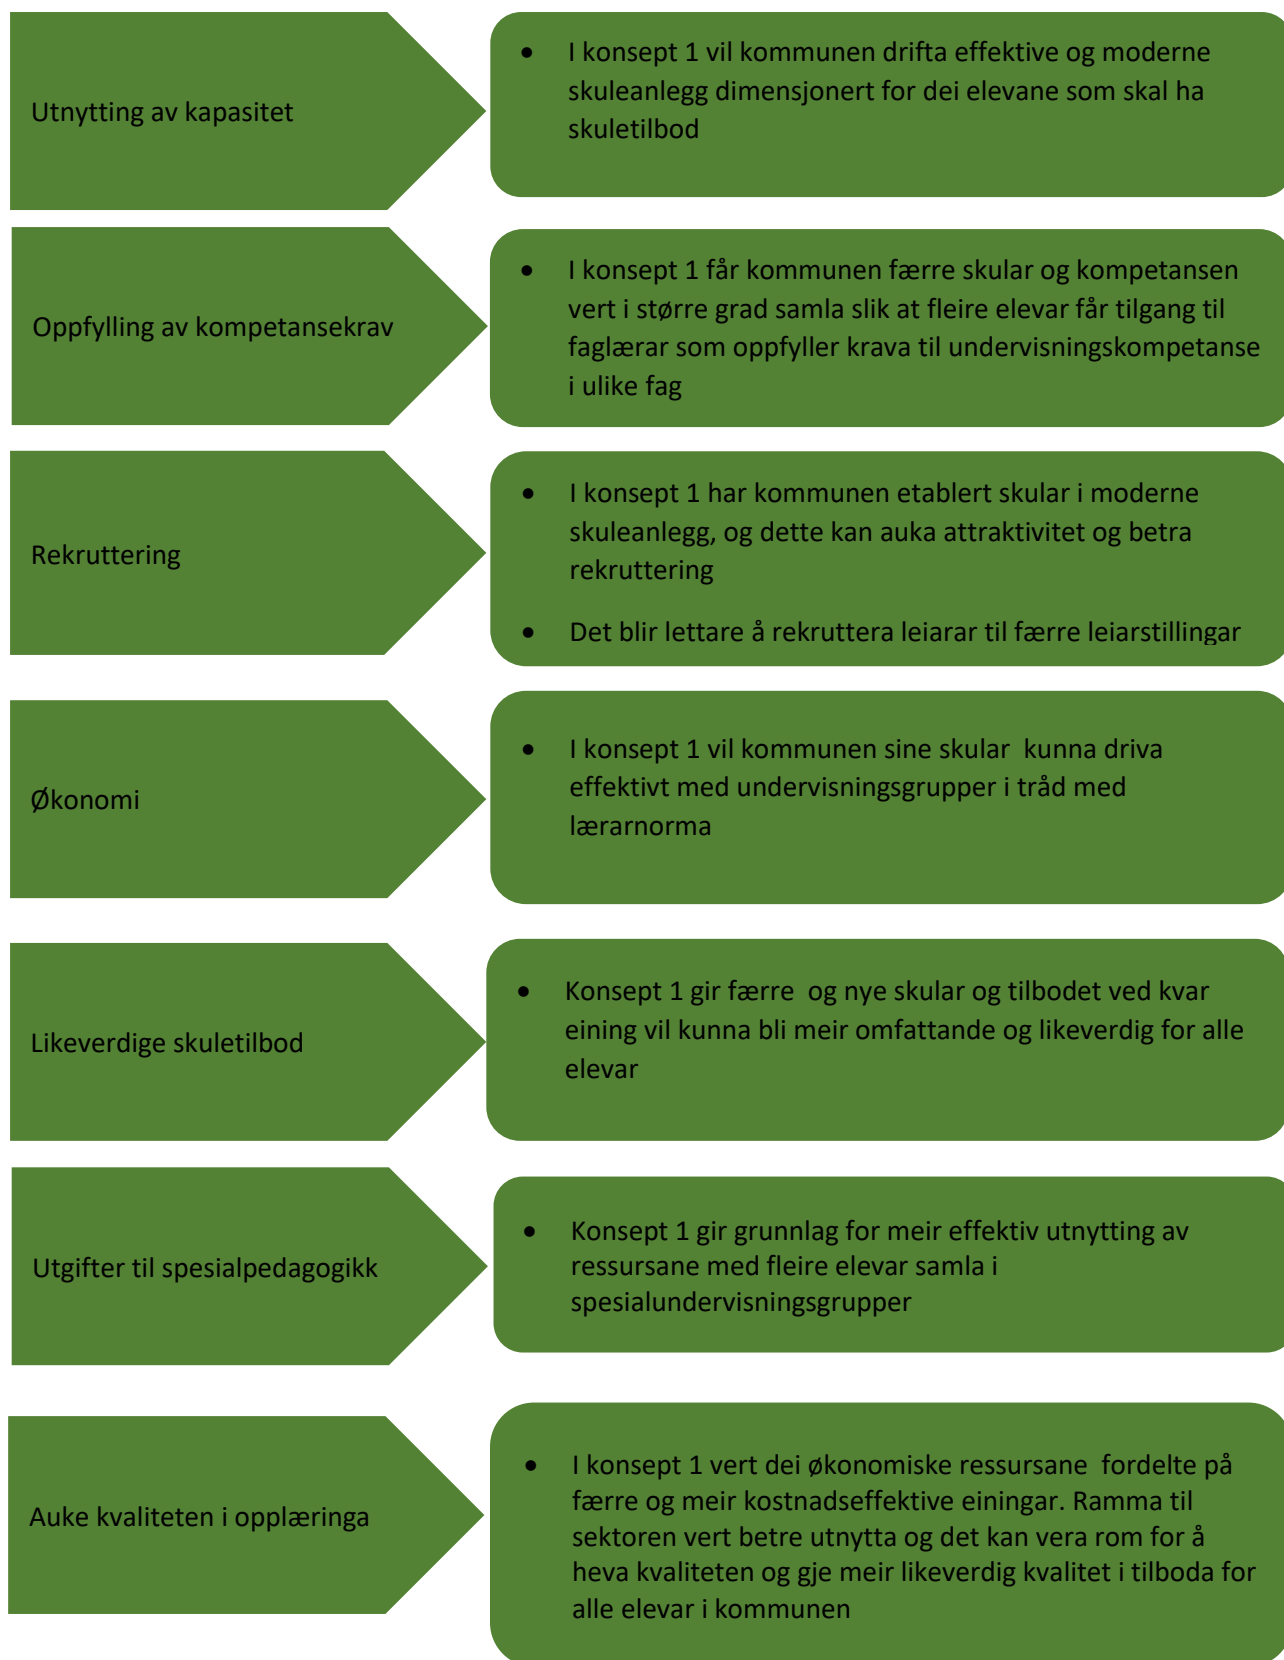 Utnytting av kapasitet
• I konsept 1 vil kommunen drifta effektive og moderne
skuleanlegg dimensjonert for dei elevane som skal ha
skuletilbod
Oppfylling av kompetansekrav
• I konsept 1 får kommunen færre skular og kompetansen
vert i større grad samla slik at fleire elevar får tilgang til
faglærar som oppfyller krava til undervisningskompetanse
i ulike fag
Rekruttering
• I konsept 1 har kommunen etablert skular i moderne
skuleanlegg, og dette kan auka attraktivitet og betra
rekruttering
• Det blir lettare å rekruttera leiarar til færre leiarstillingar
Økonomi
• I konsept 1 vil kommunen sine skular kunna driva
effektivt med undervisningsgrupper i tråd med
lærarnorma
Likeverdige skuletilbod
• Konsept 1 gir færre og nye skular og tilbodet ved kvar
eining vil kunna bli meir omfattande og likeverdig for alle
elevar
Utgifter til spesialpedagogikk
• Konsept 1 gir grunnlag for meir effektiv utnytting av
ressursane med fleire elevar samla i
spesialundervisningsgrupper
Auke kvaliteten i opplæringa
• I konsept 1 vert dei økonomiske ressursane fordelte på
færre og meir kostnadseffektive einingar. Ramma til
sektoren vert betre utnytta og det kan vera rom for å
heva kvaliteten og gje meir likeverdig kvalitet i tilboda for
alle elevar i kommunen